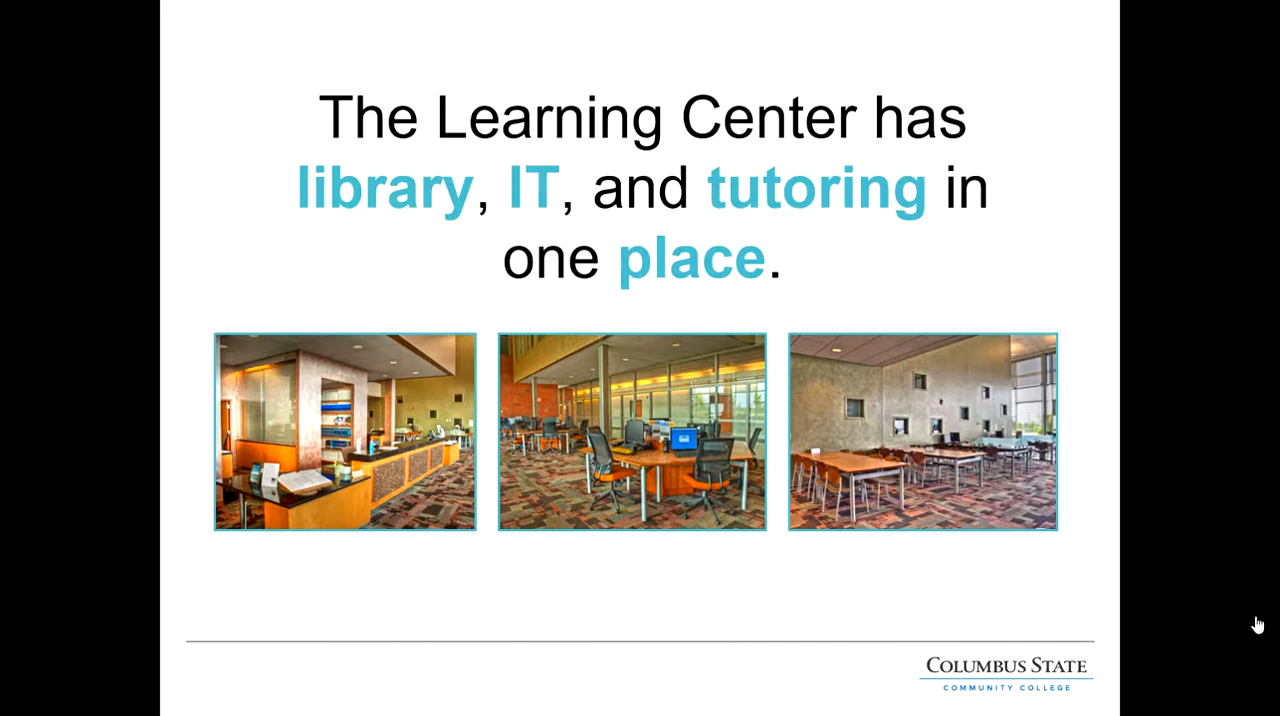 The Learning Center has
library, IT, and tutoring in
one place.
COLUMBUS STATE
COMMUNITY COLLEGE